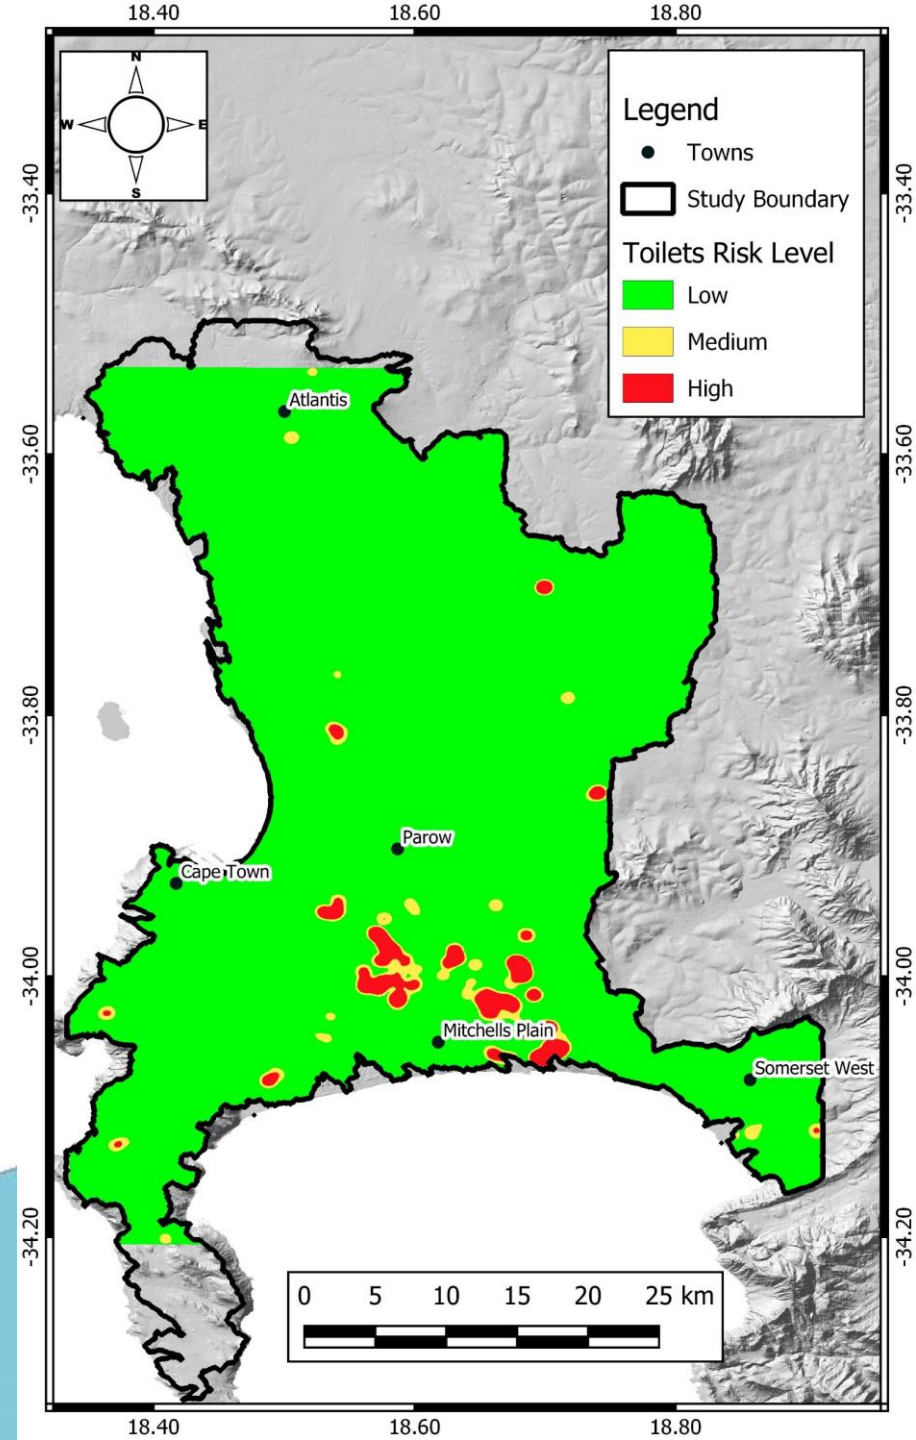 18.40 18.60 18.80
N
W E
S
Legend
Towns
Study Boundary
Toilets Risk Level
Low
Medium
High
-33.40 -33.40
Atlantis
-33.60 -33.60
-33.80 -33.80
Parow
Cape Town
-34.00 -34.00
Mitchells Plain
Somerset West
-34.20 -34.20
0 5 10 15 20 25 km
18.40 18.60 18.80